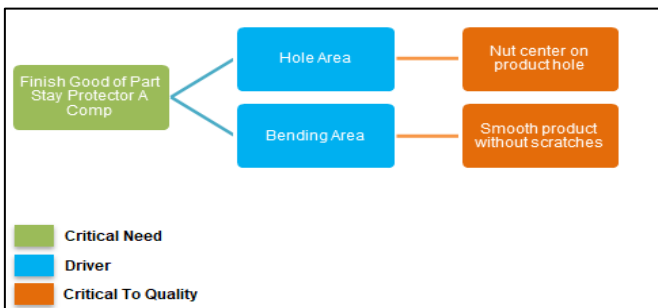 Finish Good of Part
Stay Protector A
Comp
Hole Area
Nut center on
product hole
Bending Area
Smooth product
without scratches
Critical Need
Driver
Critical To Quality